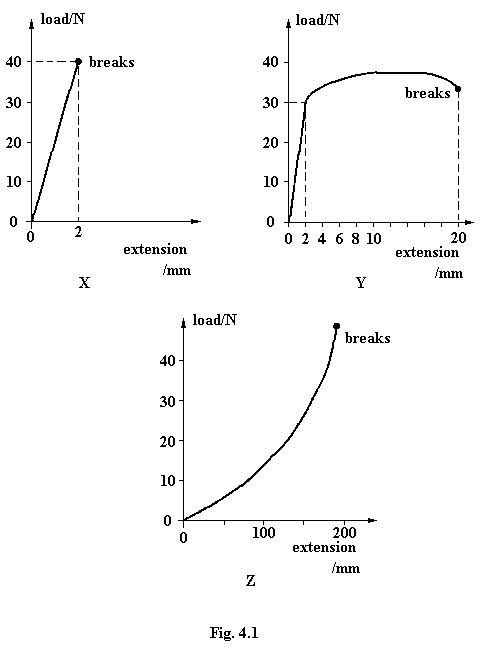 load/N
40
breaks
30
20
10
0
0
2
extension
/mm
X
load/N
40
30
breaks
20
10
0
0 2 4 6 8 10 20
extension
/mm
Y
load/N
breaks
40
30
20
10
0
0
100
200
extension
/mm
Z
Fig. 4.1